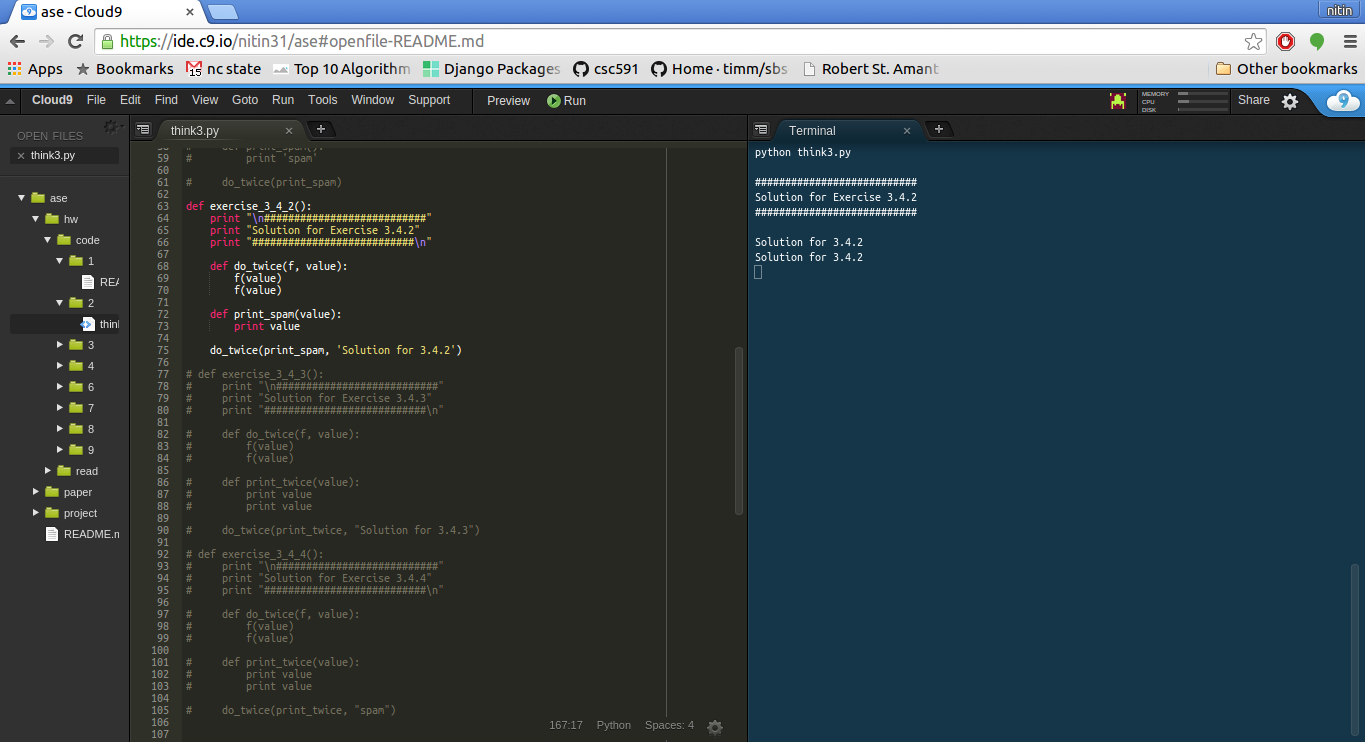 ase - Cloud9 ×
nitin
https://ide.c9.io/nitin31/ase#openfile-README.md
Apps Bookmarks 15 nc state Top 10 Algorithm Django Packages csc591 Home · timm/sbs Robert St. Amant Other bookmarks
Cloud9 File Edit Find View Goto Run Tools Window Support Preview Run MEMORY CPU DISK Share 9
OPEN FILES
× think3.py
ase
hw
code
1
REA
2
thin
3
4
6
7
8
9
read
paper
project
README.m
think3.py × +
58 # def print_spam():
59 # print 'spam'
60
61 # do_twice(print_spam)
62
63 def exercise_3_4_2():
64 print "\n###########################"
65 print "Solution for Exercise 3.4.2"
66 print "###########################\n"
67
68 def do_twice(f, value):
69 f(value)
70 f(value)
71
72 def print_spam(value):
73 print value
74
75 do_twice(print_spam, 'Solution for 3.4.2')
76
77 # def exercise_3_4_3():
78 # print "\n###########################"
79 # print "Solution for Exercise 3.4.3"
80 # print "###########################\n"
81
82 # def do_twice(f, value):
83 # f(value)
84 # f(value)
85
86 # def print_twice(value):
87 # print value
88 # print value
89
90 # do_twice(print_twice, "Solution for 3.4.3")
91
92 # def exercise_3_4_4():
93 # print "\n###########################"
94 # print "Solution for Exercise 3.4.4"
95 # print "###########################\n"
96
97 # def do_twice(f, value):
98 # f(value)
99 # f(value)
100
101 # def print_twice(value):
102 # print value
103 # print value
104
105 # do_twice(print_twice, "spam")
106
107
167:17 Python Spaces: 4
Terminal × +
python think3.py
###########################
Solution for Exercise 3.4.2
###########################
Solution for 3.4.2
Solution for 3.4.2